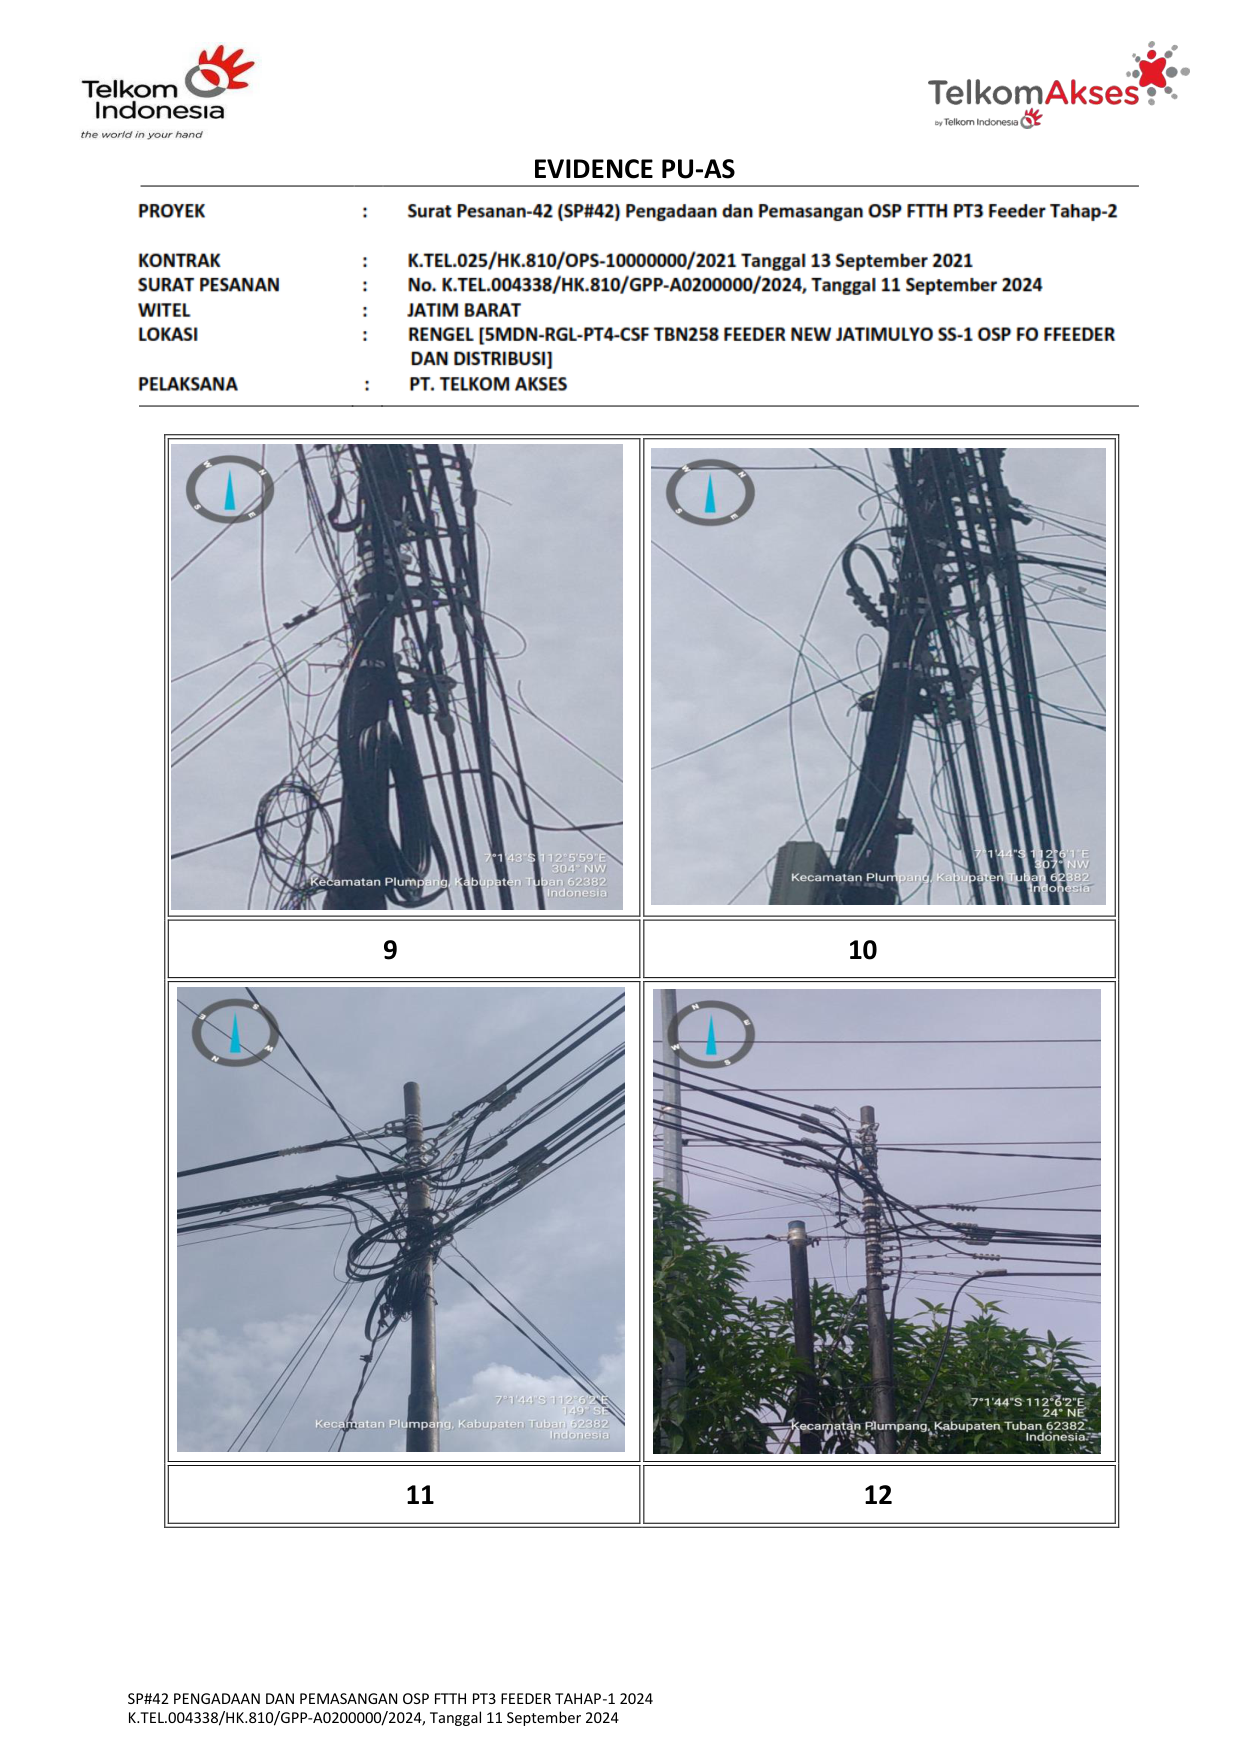 Telkom
Indonesia
the world in your hand
TelkomAkses
by Telkom Indonesia
EVIDENCE PU-AS
PROYEK : Surat Pesanan-42 (SP#42) Pengadaan dan Pemasangan OSP FTTH PT3 Feeder Tahap-2
KONTRAK : K.TEL.025/HK.810/OPS-10000000/2021 Tanggal 13 September 2021
SURAT PESANAN : No. K.TEL.004338/HK.810/GPP-A0200000/2024, Tanggal 11 September 2024
WITEL : JATIM BARAT
LOKASI : RENGEL [5MDN-RGL-PT4-CSF TBN258 FEEDER NEW JATIMULYO SS-1 OSP FO FFEEDER
DAN DISTRIBUSI]
PELAKSANA : PT. TELKOM AKSES
7°1'43"S 112°5'59"E
304° NW
Kecamatan Plumpang, Kabupaten Tuban 62382
Indonesia
7°1'44"S 112°6'1"E
307° NW
Kecamatan Plumpang, Kabupaten Tuban 62382
Indonesia
9
10
7°1'44"S 112°6'2"E
149° SE
Kecamatan Plumpang, Kabupaten Tuban 62382
Indonesia
7°1'44"S 112°6'2"E
24° NE
Kecamatan Plumpang, Kabupaten Tuban 62382
Indonesia
11
12
SP#42 PENGADAAN DAN PEMASANGAN OSP FTTH PT3 FEEDER TAHAP-1 2024
K.TEL.004338/HK.810/GPP-A0200000/2024, Tanggal 11 September 2024